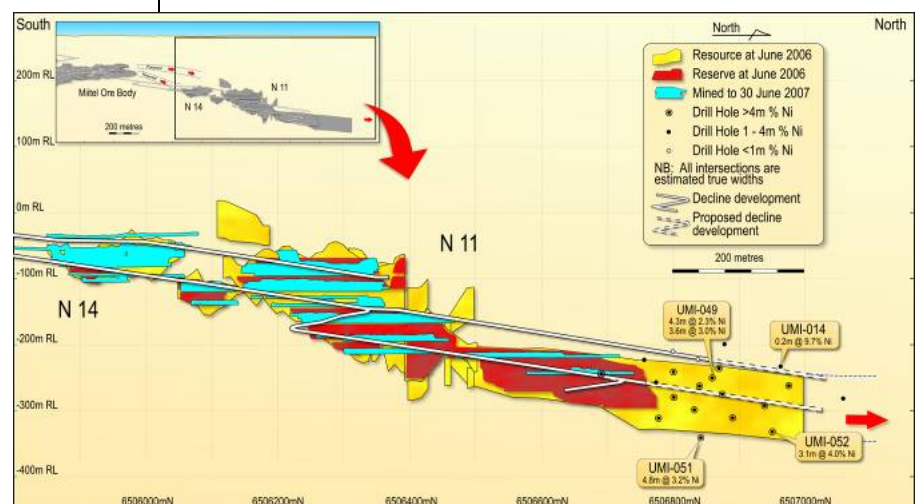 South
North
North
200m RL
100m RL
0m RL
-100m RL
-200m RL
-300m RL
-400m RL
Miitel Ore Body
N 14
N 11
200 metres
Resource at June 2006
Reserve at June 2006
Mined to 30 June 2007
Drill Hole >4m % Ni
Drill Hole 1 - 4m % Ni
Drill Hole <1m % Ni
NB: All intersections are
estimated true widths
Decline development
Proposed decline
development
200 metres
N 11
N 14
UMI-049
4.3m @ 2.3% Ni
3.6m @ 3.0% Ni
UMI-014
0.2m @ 9.7% Ni
UMI-052
3.1m @ 4.0% Ni
UMI-051
4.8m @ 3.2% Ni
6506000mN
6506200mN
6506400mN
6506600mN
6506800mN
6507000mN